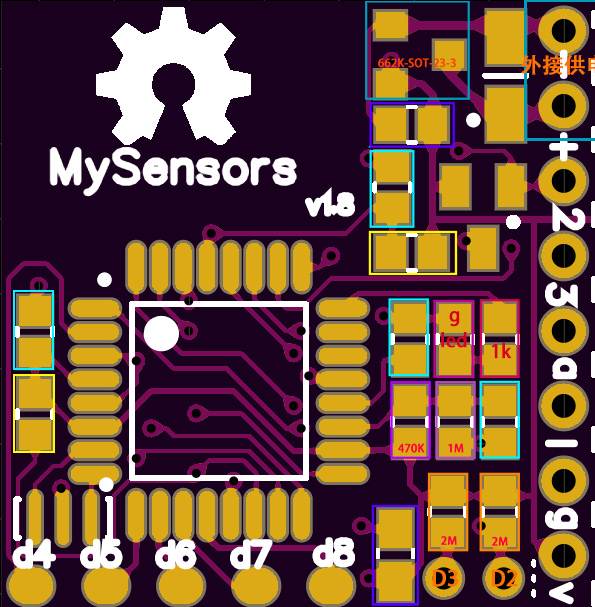 662K-SOT-23-3
外接供电
-
+
MySensors
v1.8
2
3
g
led
1k
a
l
470K
1M
g
2M
2M
d4 d5 d6 d7 d8
D3 D2
v